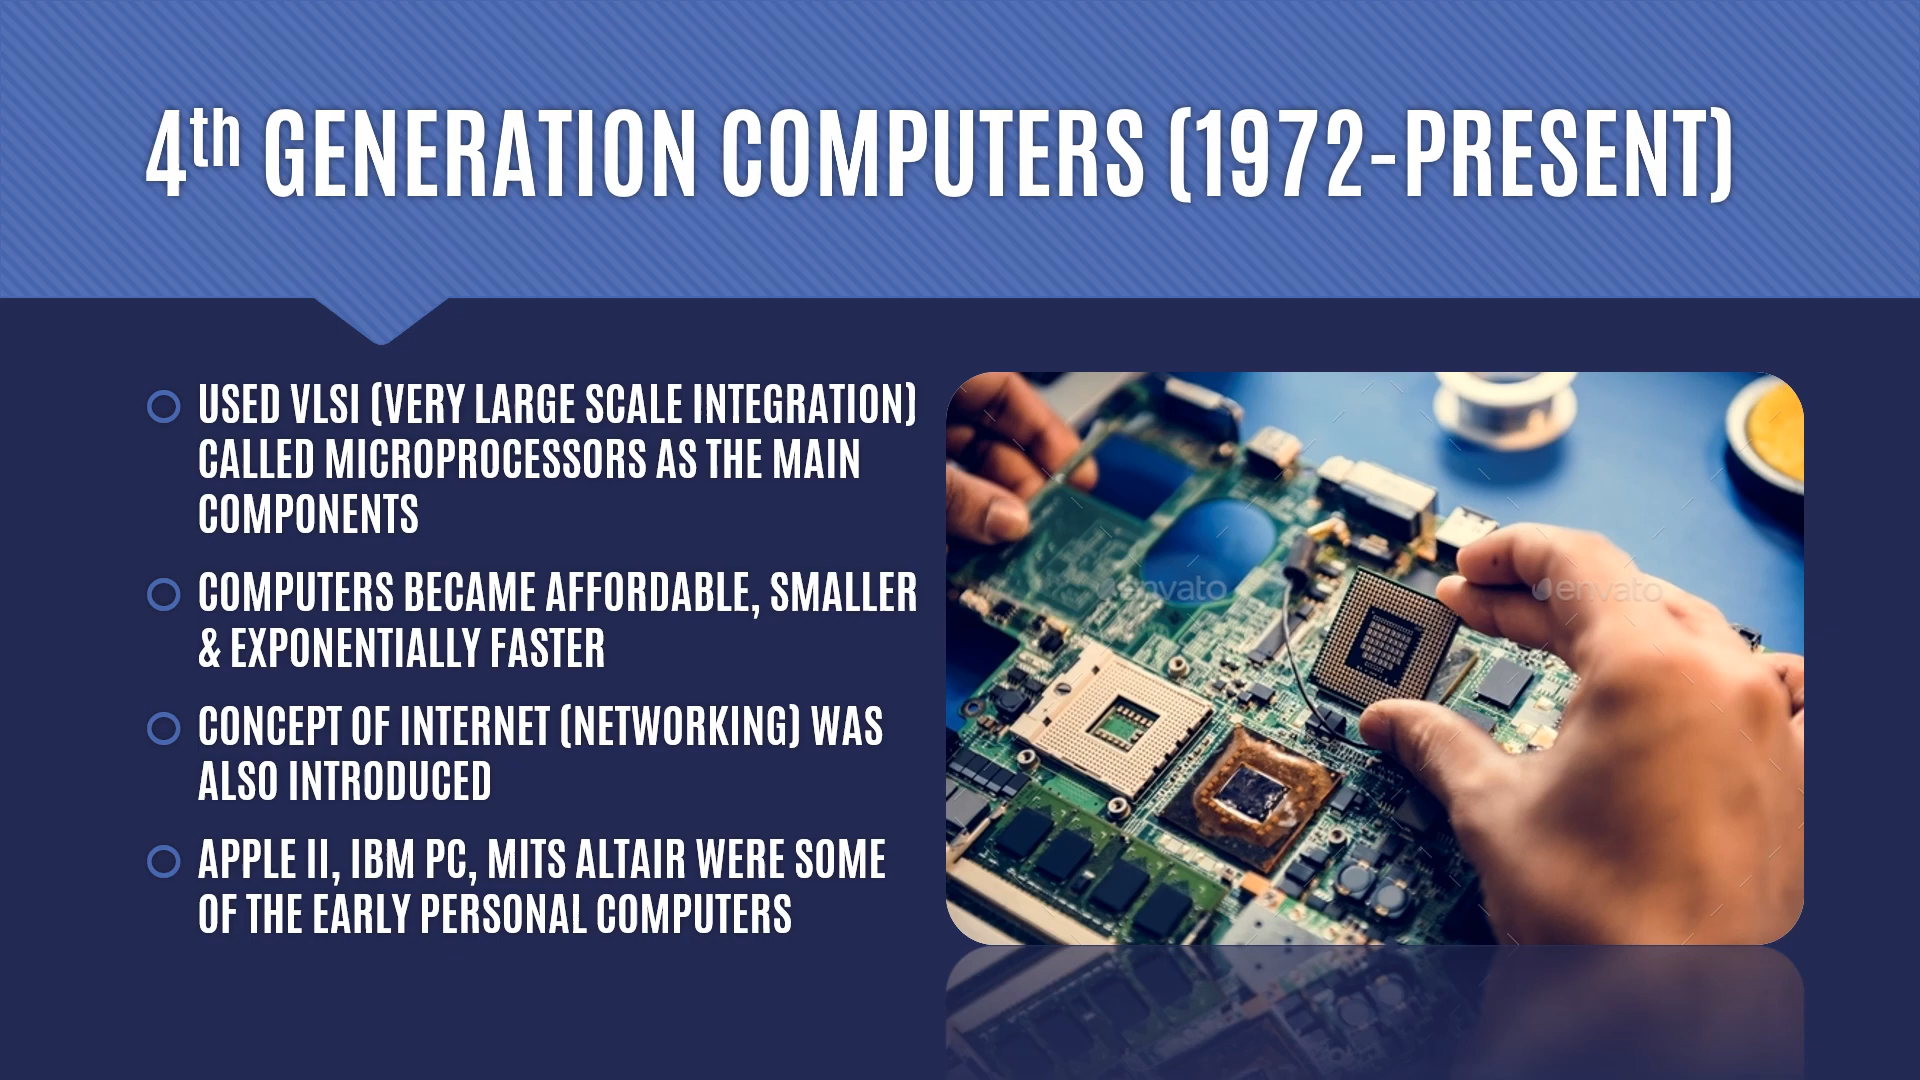 4th GENERATION COMPUTERS (1972-PRESENT)
USED VLSI (VERY LARGE SCALE INTEGRATION)
CALLED MICROPROCESSORS AS THE MAIN
COMPONENTS
COMPUTERS BECAME AFFORDABLE, SMALLER
& EXPONENTIALLY FASTER
CONCEPT OF INTERNET (NETWORKING) WAS
ALSO INTRODUCED
APPLE II, IBM PC, MITS ALTAIR WERE SOME
OF THE EARLY PERSONAL COMPUTERS
envato
envato